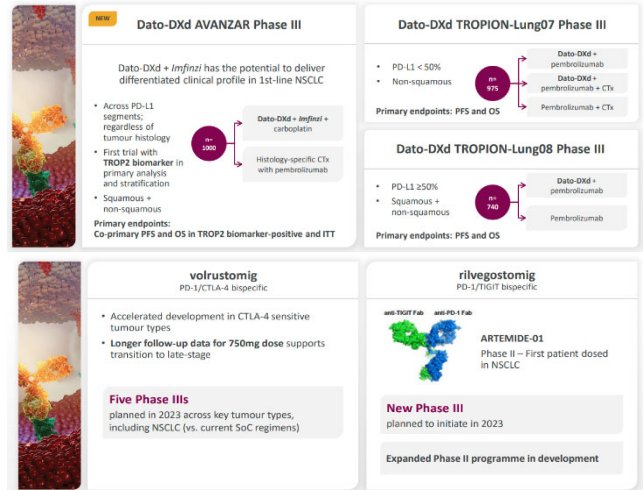 NEW
Dato-DXd AVANZAR Phase III
Dato-DXd + Imfinzi has the potential to deliver
differentiated clinical profile in 1st-line NSCLC
• Across PD-L1
segments;
regardless of
tumour histology
• First trial with
TROP2 biomarker in
primary analysis
and stratification
• Squamous +
non-squamous
n=
1000
Dato-DXd + Imfinzi +
carboplatin
Histology-specific CTx
with pembrolizumab
Primary endpoints:
Co-primary PFS and OS in TROP2 biomarker-positive and ITT
Dato-DXd TROPION-Lung07 Phase III
• PD-L1 < 50%
• Non-squamous
n=
975
Dato-DXd +
pembrolizumab
Dato-DXd +
pembrolizumab + CTx
Pembrolizumab + CTx
Primary endpoints: PFS and OS
Dato-DXd TROPION-Lung08 Phase III
• PD-L1 ≥50%
• Squamous +
non-squamous
n=
740
Dato-DXd +
pembrolizumab
Pembrolizumab
Primary endpoints: PFS and OS
volrustomig
PD-1/CTLA-4 bispecific
• Accelerated development in CTLA-4 sensitive
tumour types
• Longer follow-up data for 750mg dose supports
transition to late-stage
Five Phase IIIs
planned in 2023 across key tumour types,
including NSCLC (vs. current SoC regimens)
rilvegostomig
PD-1/TIGIT bispecific
anti-TIGIT Fab anti-PD-1 Fab
ARTEMIDE-01
Phase II – First patient dosed
in NSCLC
New Phase III
planned to initiate in 2023
Expanded Phase II programme in development